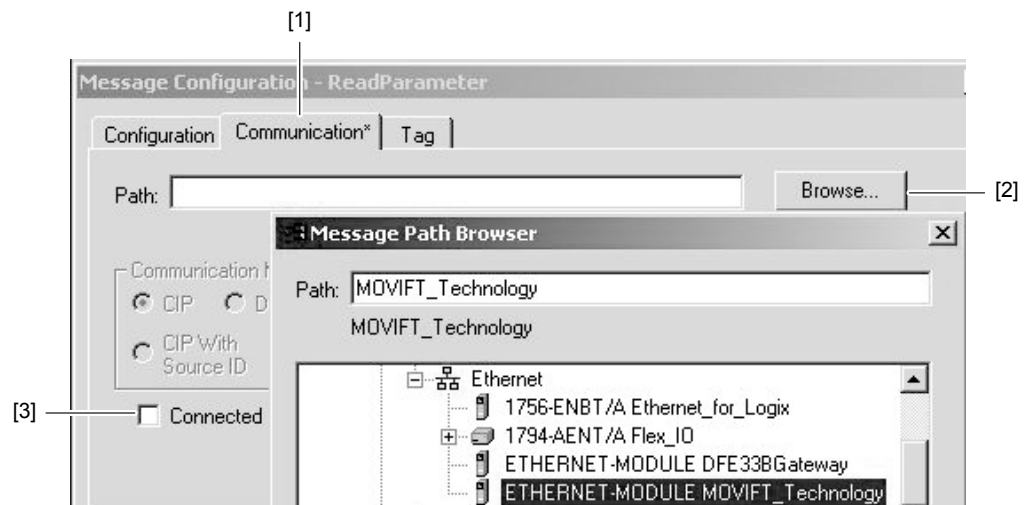 [1]
Message Configuration - ReadParameter
Configuration Communication* Tag
Path: Browse... [2]
Message Path Browser
Communication
Path: MOVIFT_Technology
CIP D
MOVIFT_Technology
CIP With
Source ID
Ethernet
1756-ENBT/A Ethernet_for_Logix
[3] Connected
1794-AENT/A Flex_IO
ETHERNET-MODULE DFE33BGateway
ETHERNET-MODULE MOVIFT_Technology